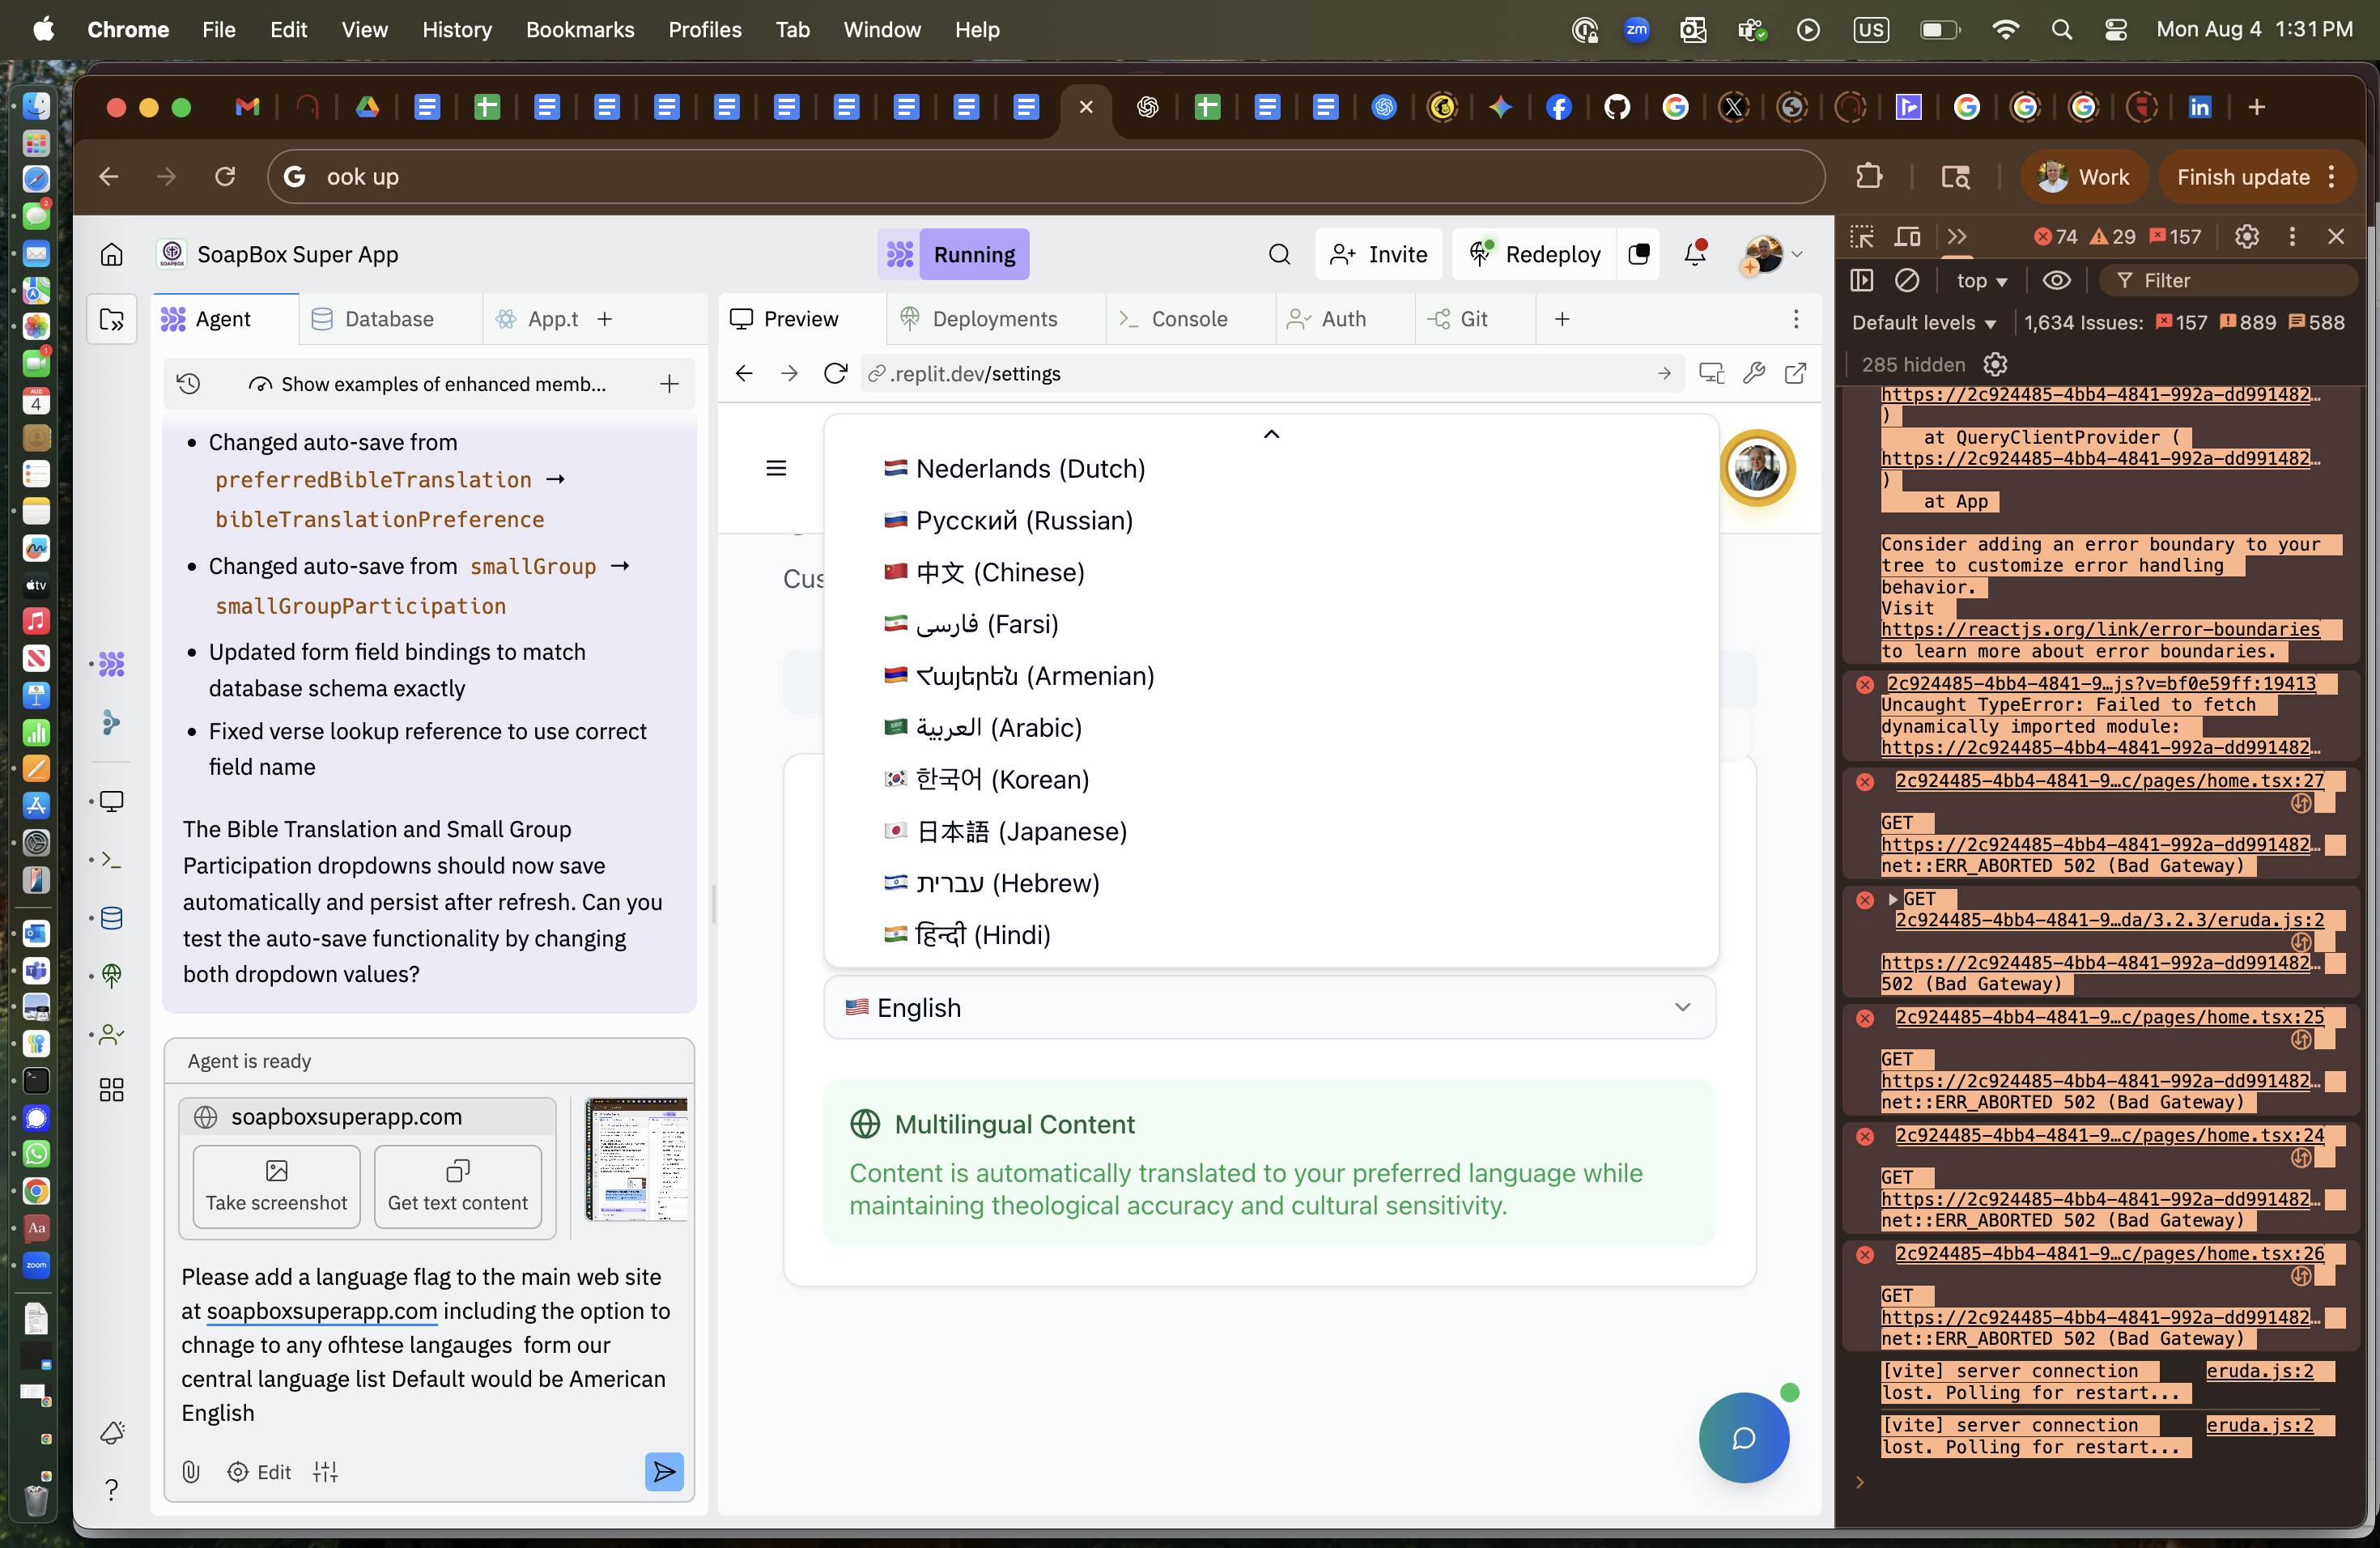 Chrome File Edit View History Bookmarks Profiles Tab Window Help
zm US Mon Aug 4 1:31 PM
ook up
Work
Finish update
SoapBox Super App
Running
Invite
Redeploy
Agent
Database
App.t
Preview
Deployments
Console
Auth
Git
.replit.dev/settings
Show examples of enhanced memb...
• Changed auto-save from
preferredBibleTranslation →
bibleTranslationPreference
• Changed auto-save from smallGroup →
smallGroupParticipation
• Updated form field bindings to match
database schema exactly
• Fixed verse lookup reference to use correct
field name
The Bible Translation and Small Group
Participation dropdowns should now save
automatically and persist after refresh. Can you
test the auto-save functionality by changing
both dropdown values?
Agent is ready
soapboxsuperapp.com
Take screenshot
Get text content
Please add a language flag to the main web site
at soapboxsuperapp.com including the option to
chnage to any ofhtese langauges form our
central language list Default would be American
English
Edit
Cus
Nederlands (Dutch)
Русский (Russian)
中文 (Chinese)
فارسی (Farsi)
Հայերեն (Armenian)
العربية (Arabic)
한국어 (Korean)
日本語 (Japanese)
עברית (Hebrew)
हिन्दी (Hindi)
English
Multilingual Content
Content is automatically translated to your preferred language while
maintaining theological accuracy and cultural sensitivity.
74 29 157
top
Filter
Default levels
1,634 Issues: 157 889 588
285 hidden
https://2c924485-4bb4-4841-992a-dd991482…
)
at QueryClientProvider (
https://2c924485-4bb4-4841-992a-dd991482…
)
at App
Consider adding an error boundary to your
tree to customize error handling
behavior.
Visit
https://reactjs.org/link/error-boundaries
to learn more about error boundaries.
2c924485-4bb4-4841-9…js?v=bf0e59ff:19413
Uncaught TypeError: Failed to fetch
dynamically imported module:
https://2c924485-4bb4-4841-992a-dd991482…
2c924485-4bb4-4841-9…c/pages/home.tsx:27
GET
https://2c924485-4bb4-4841-992a-dd991482…
net::ERR_ABORTED 502 (Bad Gateway)
GET
2c924485-4bb4-4841-9…da/3.2.3/eruda.js:2
https://2c924485-4bb4-4841-992a-dd991482…
502 (Bad Gateway)
2c924485-4bb4-4841-9…c/pages/home.tsx:25
GET
https://2c924485-4bb4-4841-992a-dd991482…
net::ERR_ABORTED 502 (Bad Gateway)
2c924485-4bb4-4841-9…c/pages/home.tsx:24
GET
https://2c924485-4bb4-4841-992a-dd991482…
net::ERR_ABORTED 502 (Bad Gateway)
2c924485-4bb4-4841-9…c/pages/home.tsx:26
GET
https://2c924485-4bb4-4841-992a-dd991482…
net::ERR_ABORTED 502 (Bad Gateway)
[vite] server connection eruda.js:2
lost. Polling for restart...
[vite] server connection eruda.js:2
lost. Polling for restart...